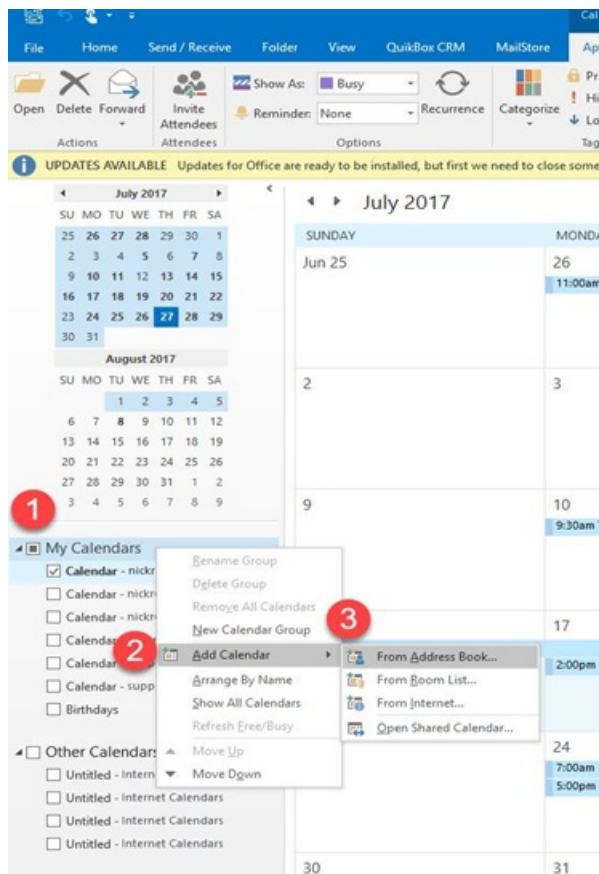 Cal
File Home Send / Receive Folder View QuikBox CRM MailStore Ap
Open Delete Forward Invite Attendees Show As: Busy Recurrence Categorize Pr
Reminder: None Hi
Lo
Actions Attendees Options Tag
UPDATES AVAILABLE Updates for Office are ready to be installed, but first we need to close some
July 2017
SU MO TU WE TH FR SA
25 26 27 28 29 30 1
2 3 4 5 6 7 8
9 10 11 12 13 14 15
16 17 18 19 20 21 22
23 24 25 26 27 28 29
30 31
August 2017
SU MO TU WE TH FR SA
1 2 3 4 5
6 7 8 9 10 11 12
13 14 15 16 17 18 19
20 21 22 23 24 25 26
27 28 29 30 31 1 2
3 4 5 6 7 8 9
1
My Calendars
Calendar - nickr
Calendar - nickr
Calendar - nickr
Calendar
Calendar
Calendar - supp
Birthdays
Other Calendars
Untitled - Intern
Untitled - Internet Calendars
Untitled - Internet Calendars
Untitled - Internet Calendars
Rename Group
Delete Group
Remove All Calendars
New Calendar Group
2
Add Calendar
Arrange By Name
Show All Calendars
Refresh Free/Busy
Move Up
Move Down
3
From Address Book...
From Room List...
From Internet...
Open Shared Calendar...
July 2017
SUNDAY MONDA
Jun 25 26
11:00am
2 3
9 10
9:30am
17
2:00pm
24
7:00am
5:00pm
30 31